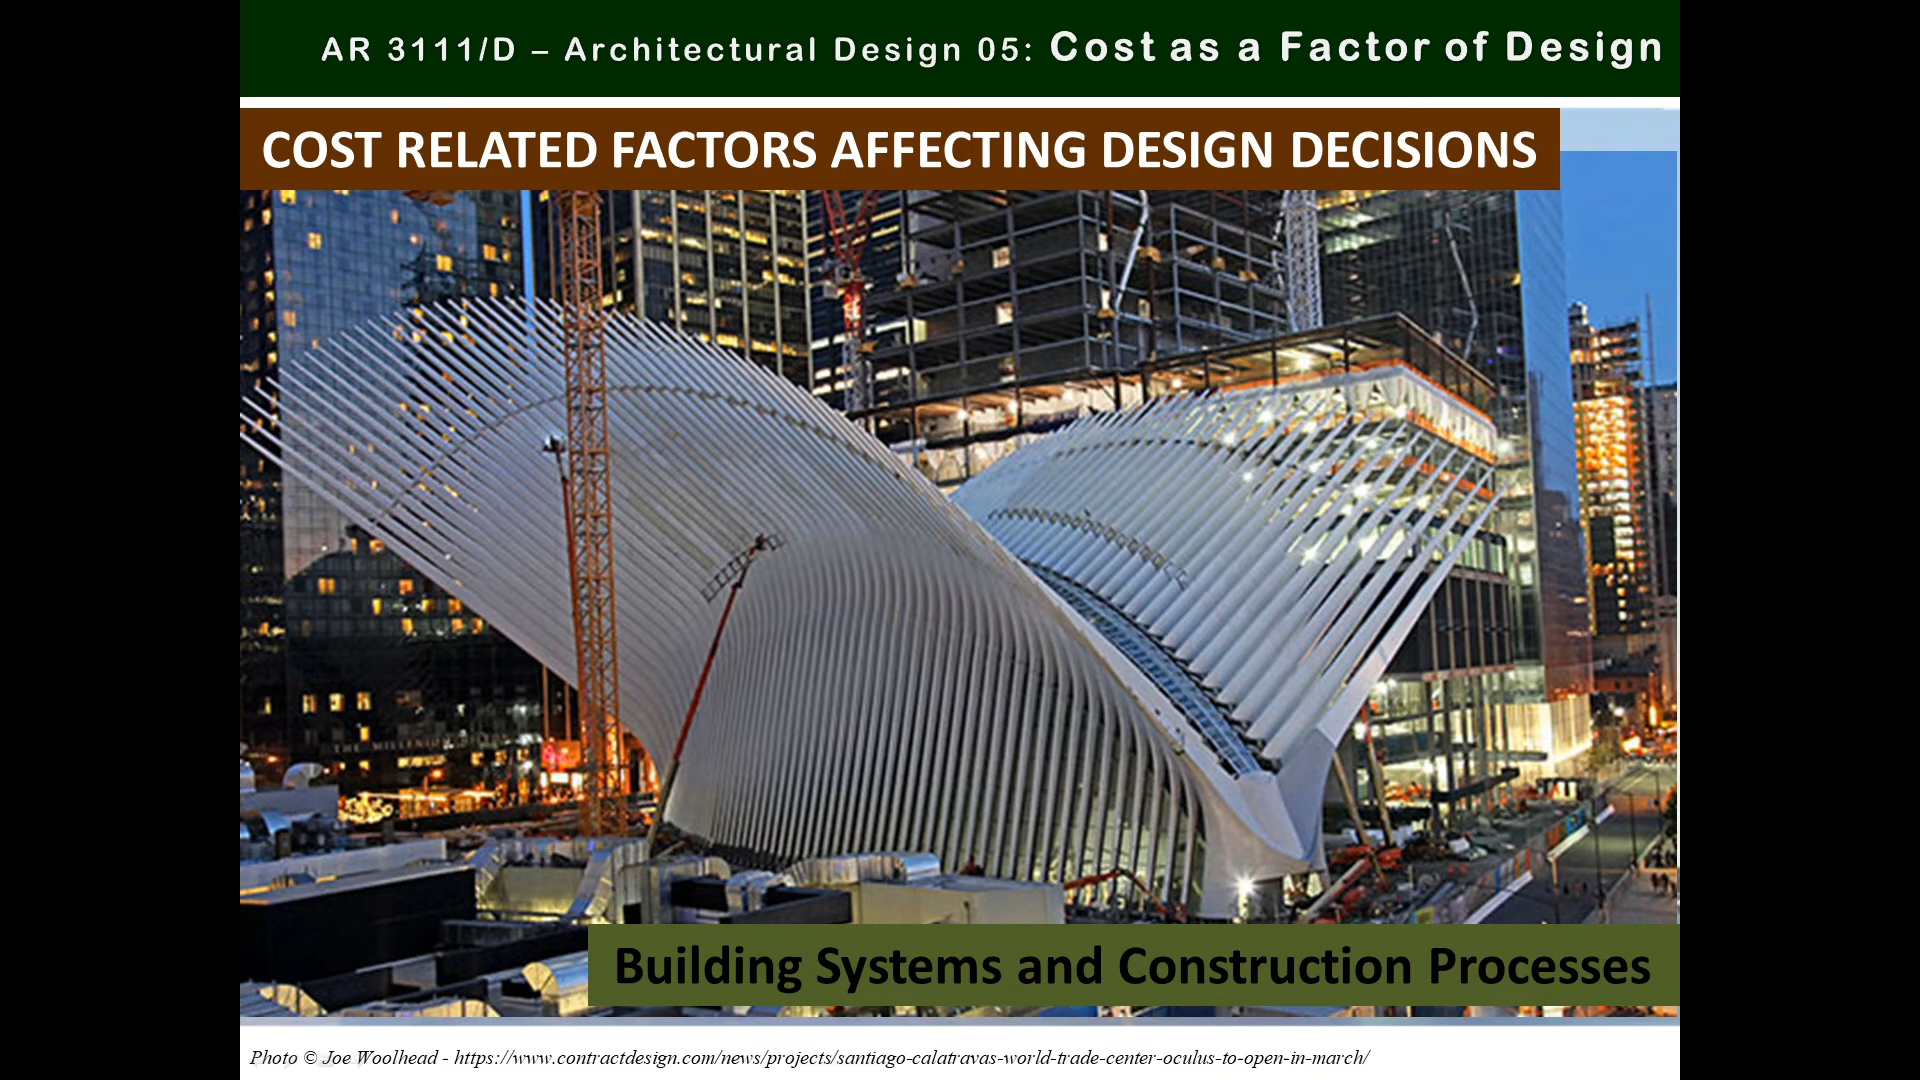 AR 3111/D – Architectural Design 05: Cost as a Factor of Design
COST RELATED FACTORS AFFECTING DESIGN DECISIONS
THE MILLENIUM
Building Systems and Construction Processes
Photo © Joe Woolhead - https://www.contractdesign.com/news/projects/santiago-calatravas-world-trade-center-oculus-to-open-in-march/